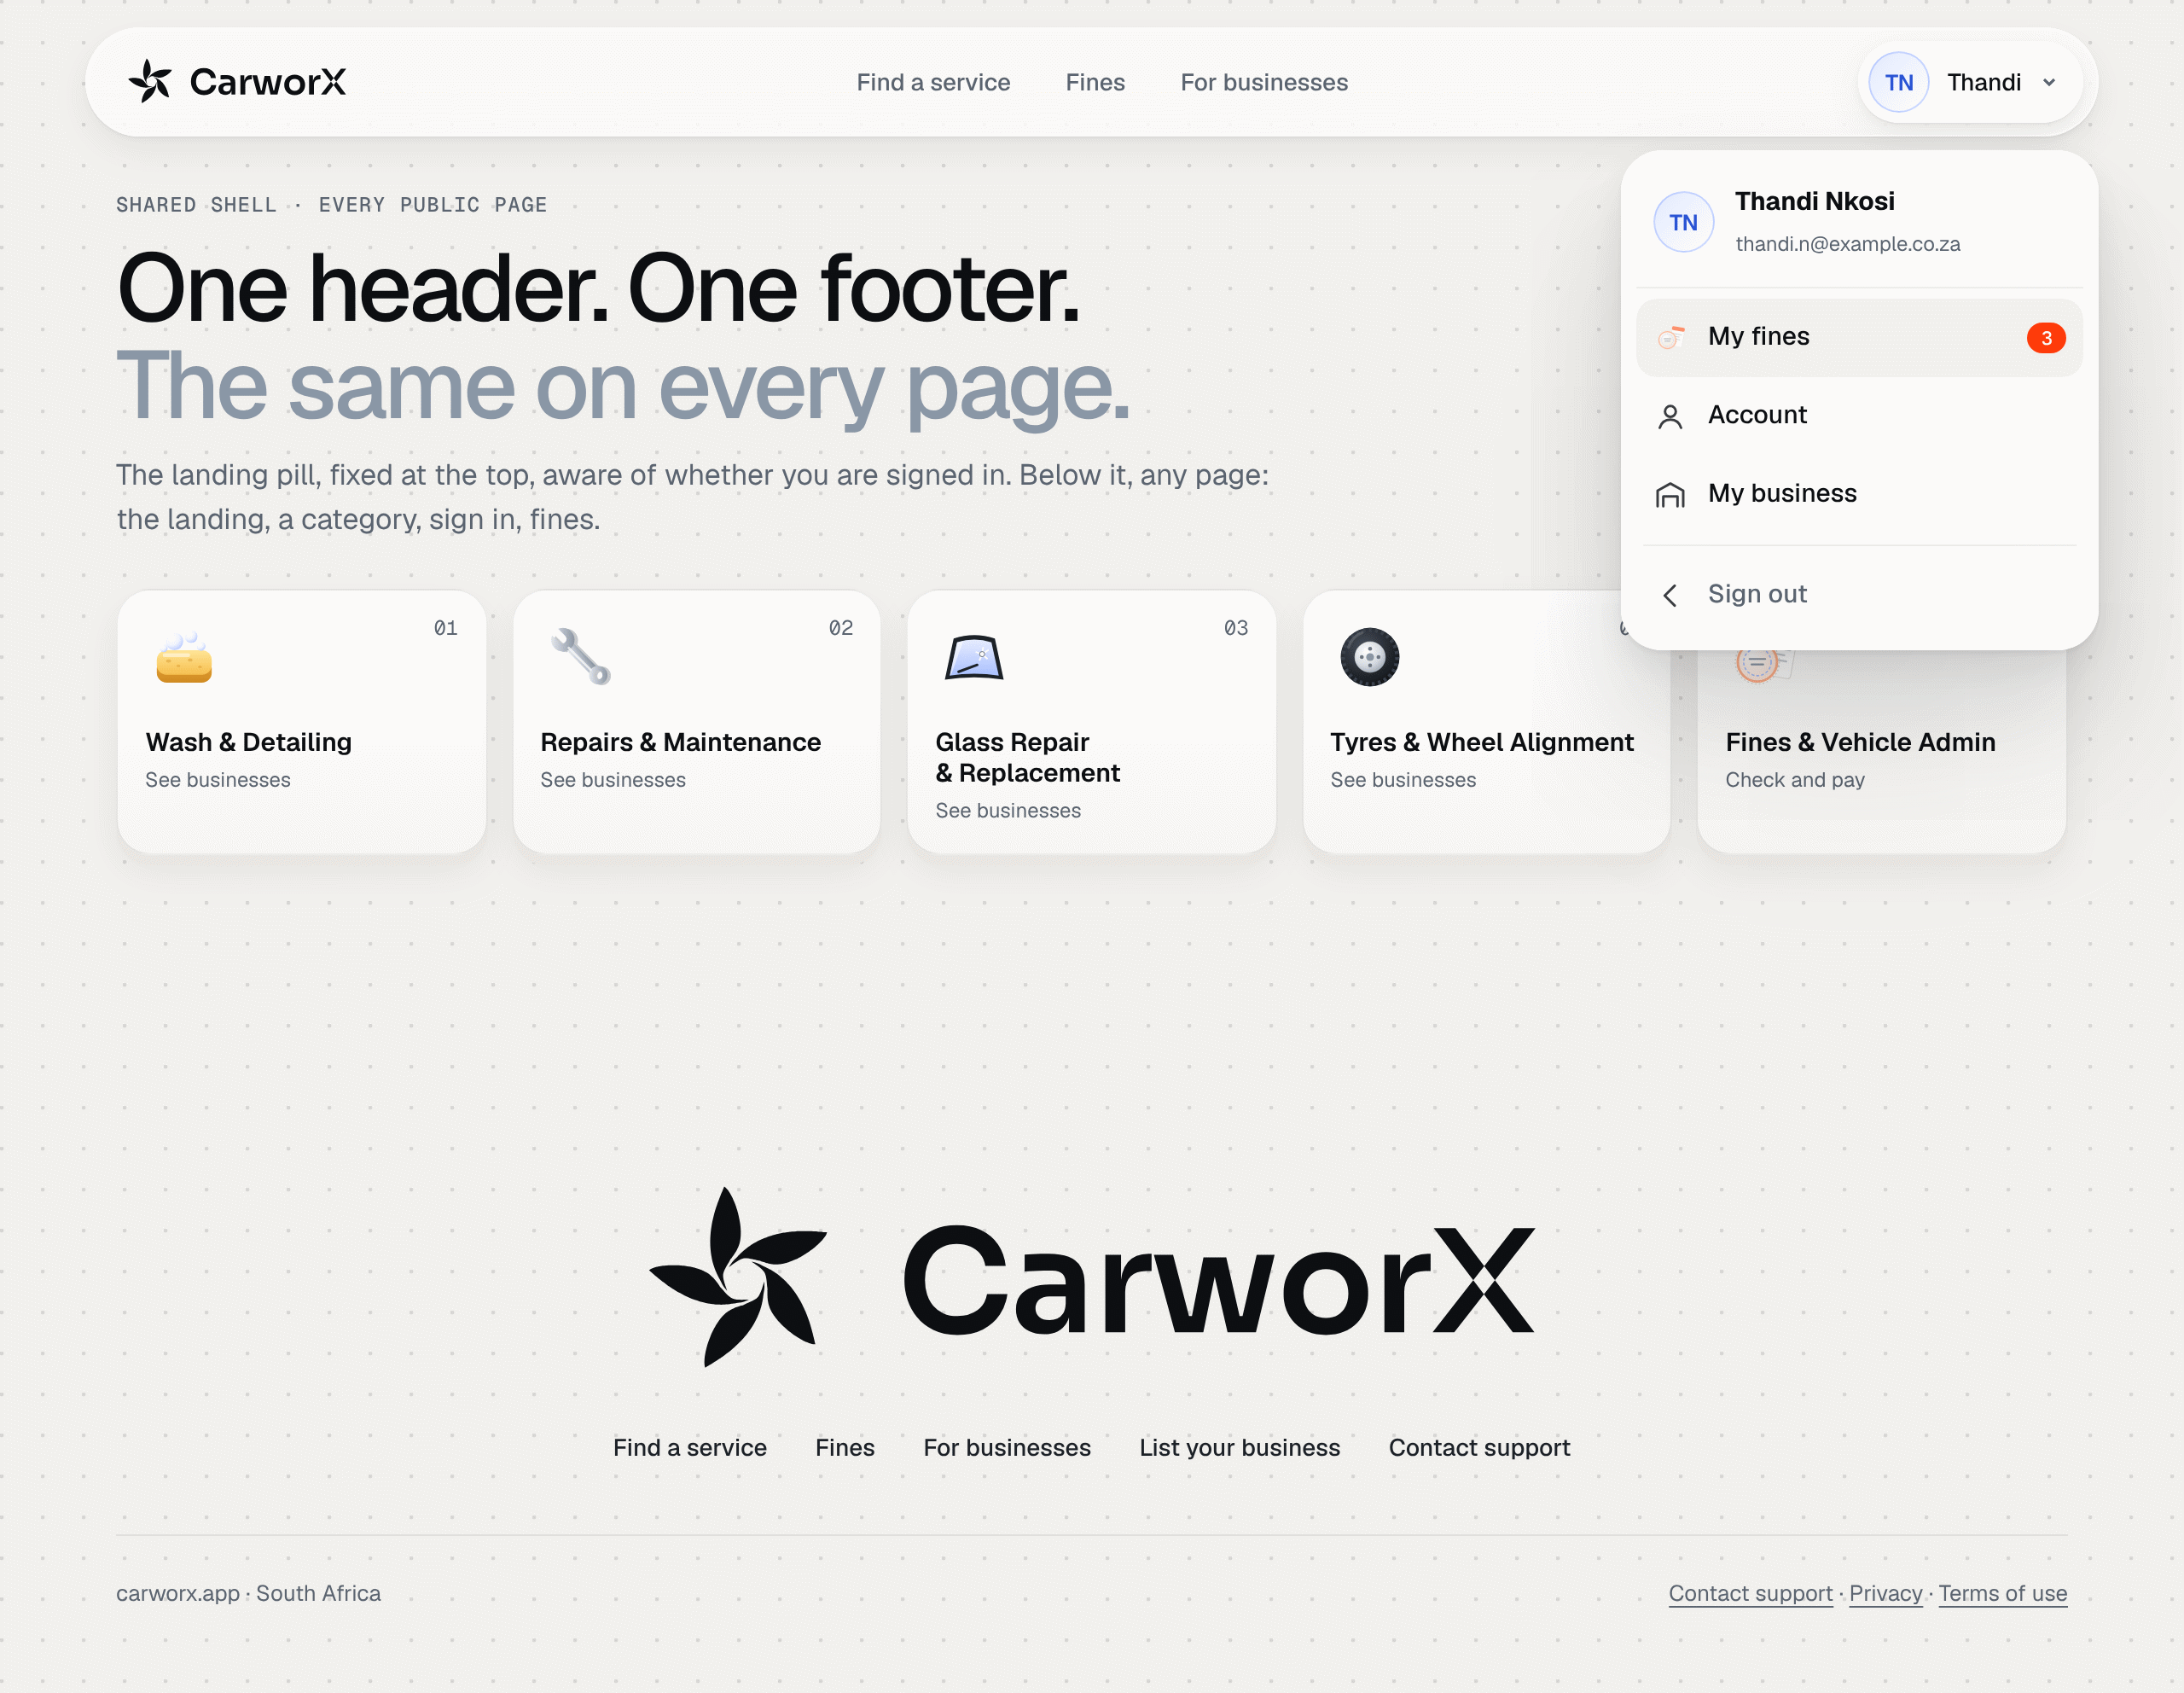 CarworX
Find a service
Fines
For businesses
TN
Thandi
SHARED SHELL · EVERY PUBLIC PAGE
One header. One footer.
The same on every page.
The landing pill, fixed at the top, aware of whether you are signed in. Below it, any page:
the landing, a category, sign in, fines.
TN
Thandi Nkosi
thandi.n@example.co.za
My fines
3
Account
My business
Sign out
01
Wash & Detailing
See businesses
02
Repairs & Maintenance
See businesses
03
Glass Repair
& Replacement
See businesses
Tyres & Wheel Alignment
See businesses
Fines & Vehicle Admin
Check and pay
CarworX
Find a service
Fines
For businesses
List your business
Contact support
carworx.app · South Africa
Contact support · Privacy · Terms of use